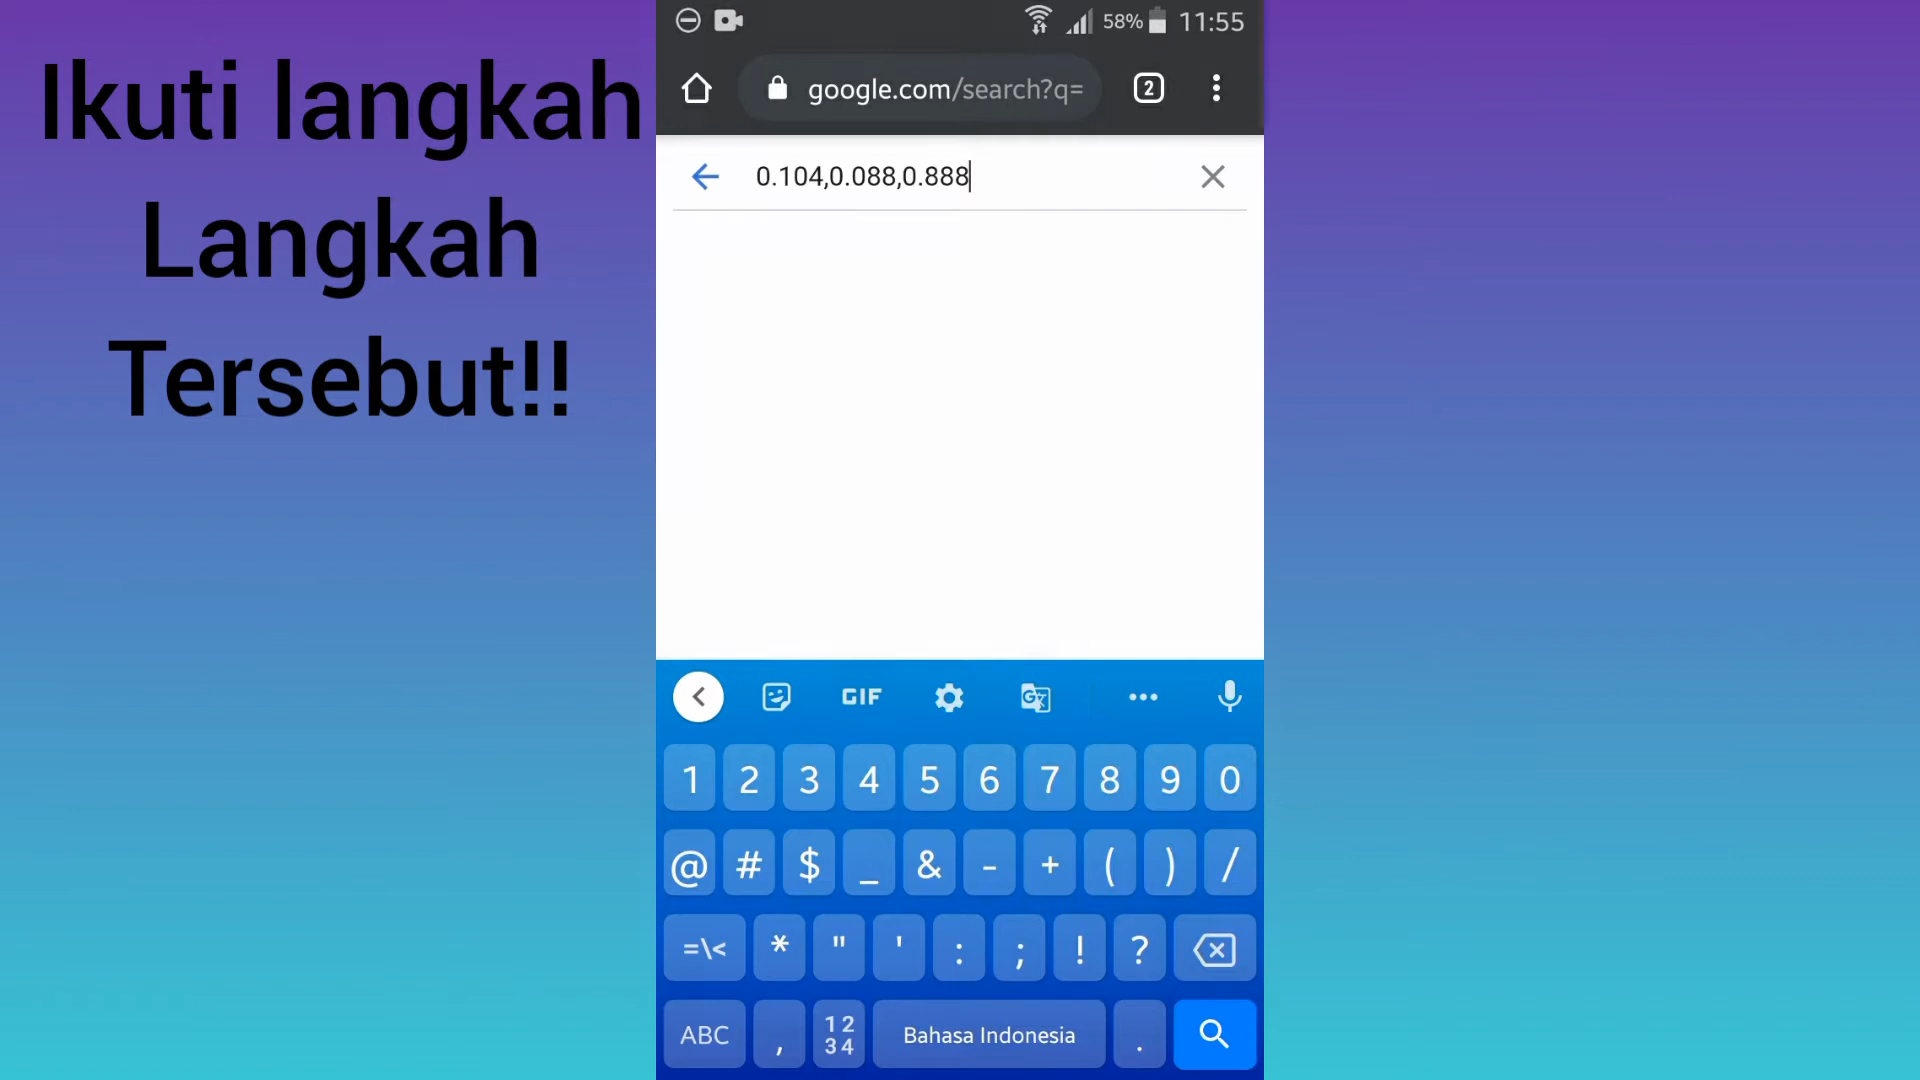 Ikuti langkah
Langkah
Tersebut!!
58% 11:55
google.com/search?q=
2
0.104,0.088,0.888
GIF
1 2 3 4 5 6 7 8 9 0
@ # $ _ & - + ( ) /
=\< * " ' : ; ! ?
ABC , 12 34 Bahasa Indonesia .